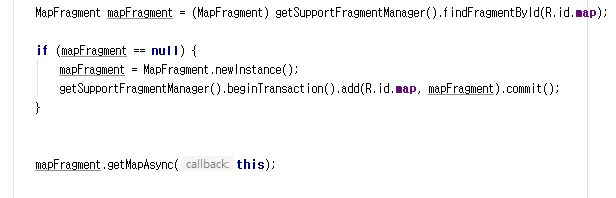 MapFragment mapFragment = (MapFragment) getSupportFragmentManager().findFragmentById(R.id.map);
if (mapFragment == null) {
mapFragment = MapFragment.newInstance();
getSupportFragmentManager().beginTransaction().add(R.id.map, mapFragment).commit();
}
mapFragment.getMapAsync( callback: this);